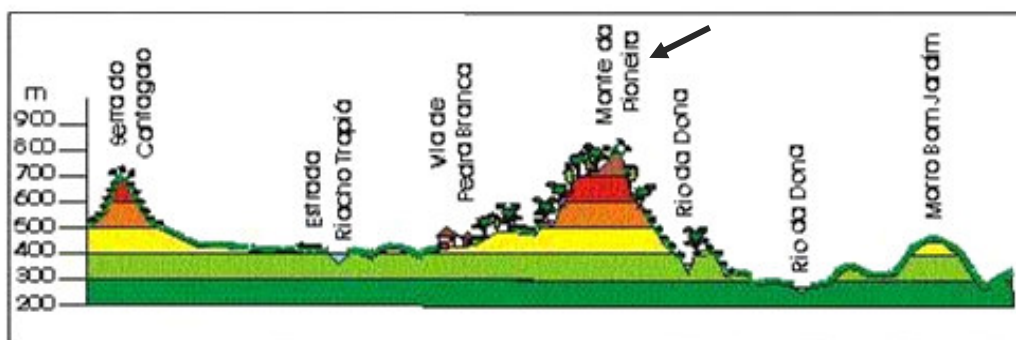 m
900
800
700
600
500
400
300
200
Serra do
Cantagalo
Estrada
Riacho Trapiá
Vla de
Pedra Branca
Monte da
Pioneira
Rio da Dona
Rio da Dona
Morro Bom Jardim